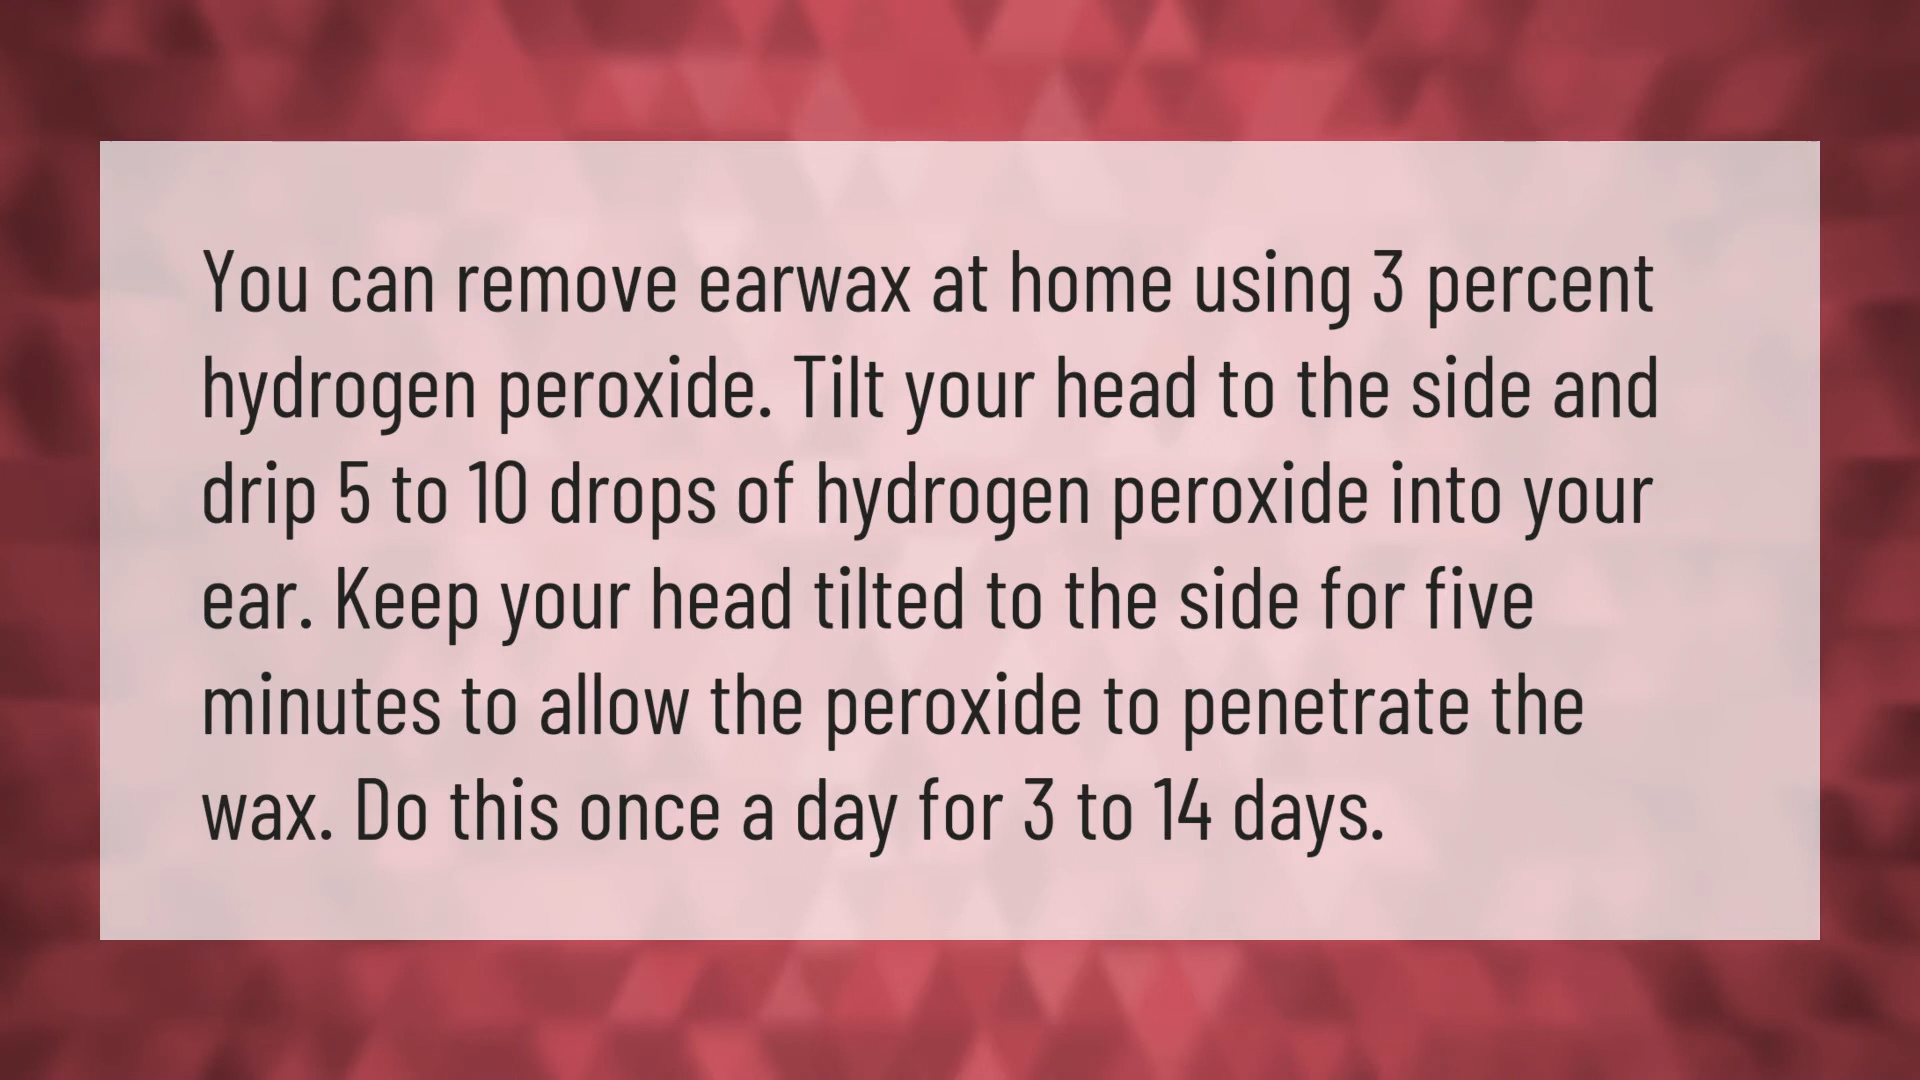 You can remove earwax at home using 3 percent
hydrogen peroxide. Tilt your head to the side and
drip 5 to 10 drops of hydrogen peroxide into your
ear. Keep your head tilted to the side for five
minutes to allow the peroxide to penetrate the
wax. Do this once a day for 3 to 14 days.